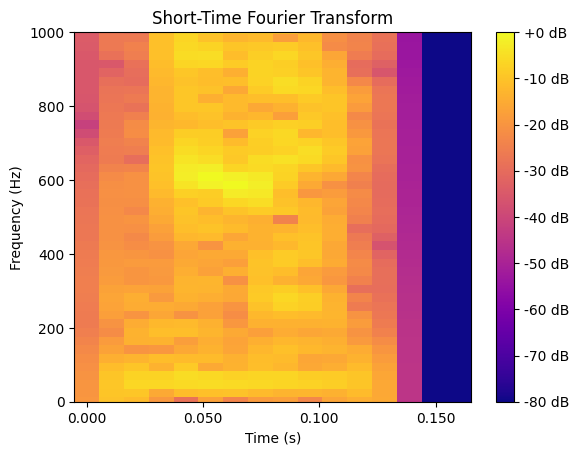 Short-Time Fourier Transform
1000
800
600
400
200
0
Frequency (Hz)
0.000
0.050
0.100
0.150
Time (s)
+0 dB
-10 dB
-20 dB
-30 dB
-40 dB
-50 dB
-60 dB
-70 dB
-80 dB